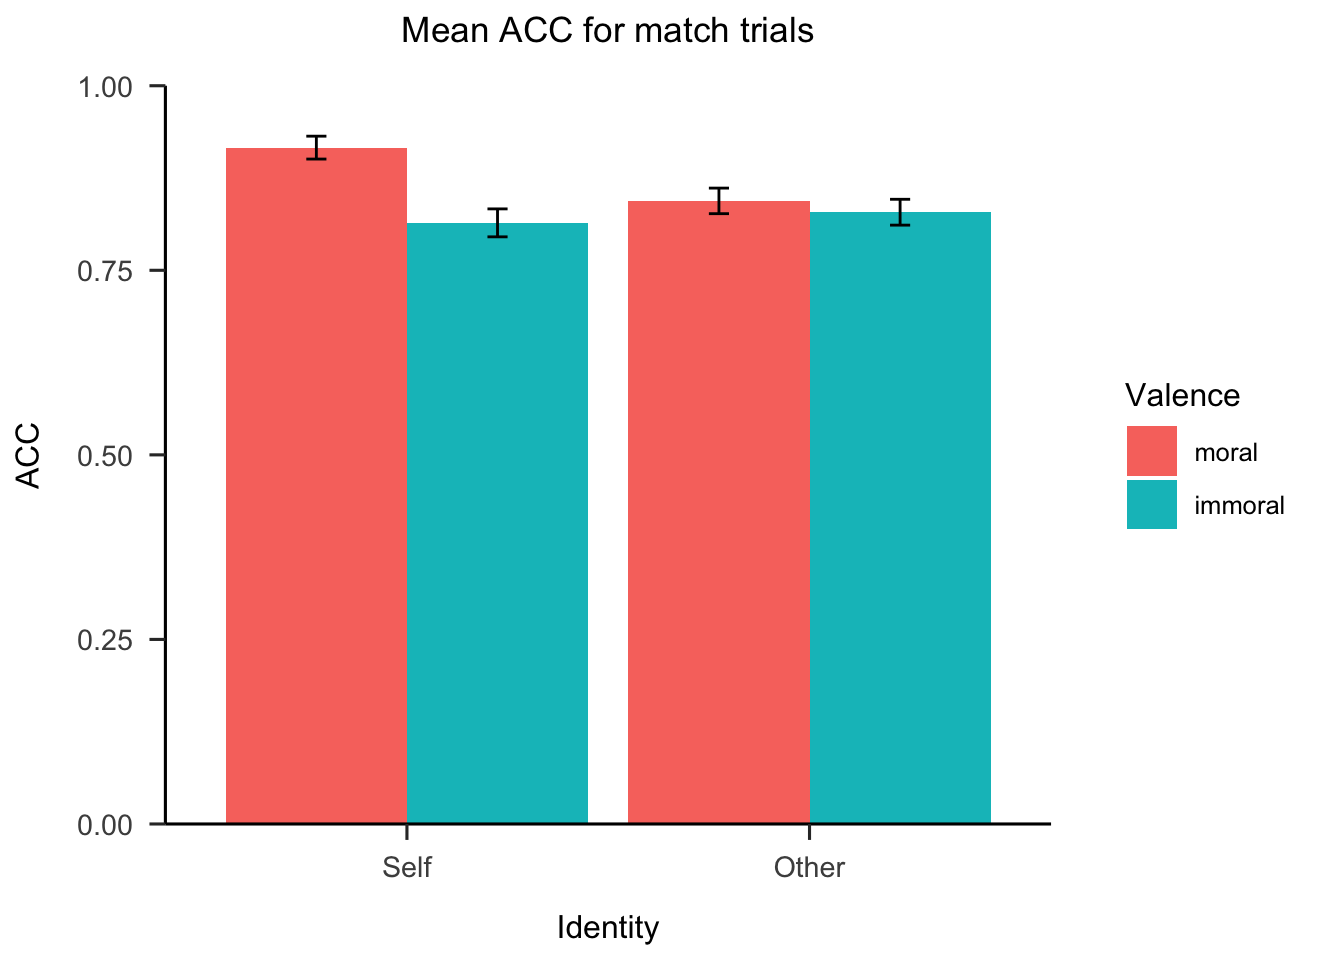 Mean ACC for match trials
1.00
0.75
0.50
0.25
0.00
ACC
Self
Other
Identity
Valence
moral
immoral